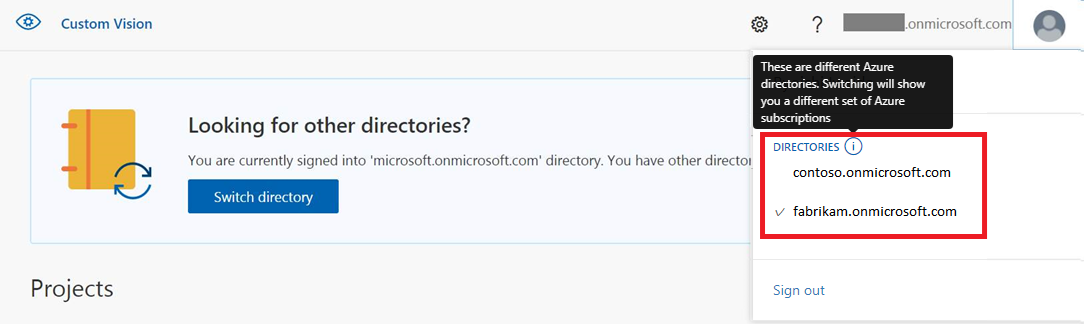 Custom Vision
?
.onmicrosoft.com
These are different Azure
directories. Switching will show
you a different set of Azure
subscriptions
Looking for other directories?
You are currently signed into 'microsoft.onmicrosoft.com' directory. You have other
Switch directory
DIRECTORIES i
contoso.onmicrosoft.com
✓ fabrikam.onmicrosoft.com
Projects
Sign out